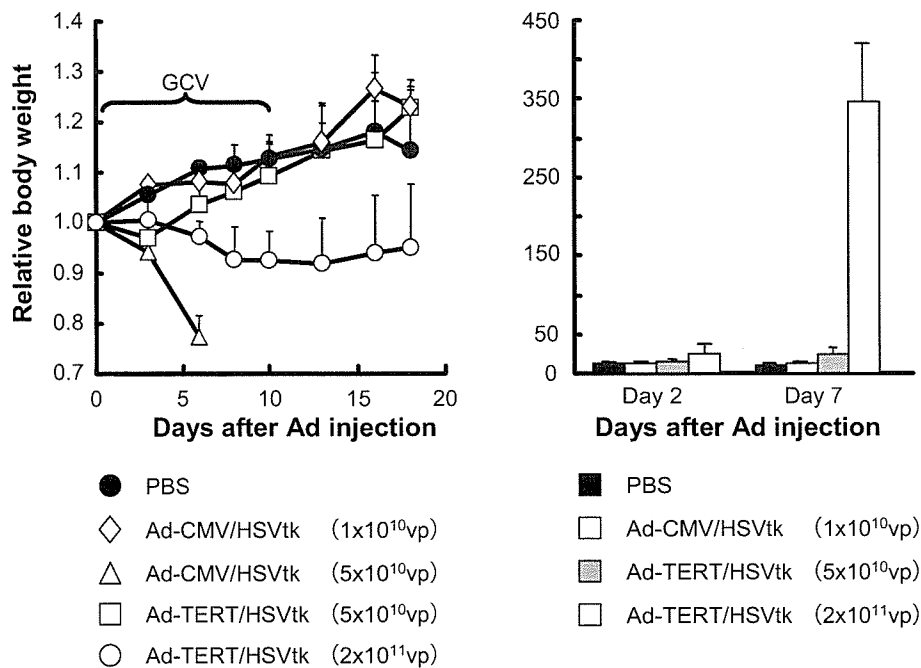 1.4
1.3
1.2
1.1
1.0
0.9
0.8
0.7
Relative body weight
GCV
0
5
10
15
20
Days after Ad injection
PBS
Ad-CMV/HSVtk (1x10¹⁰vp)
Ad-CMV/HSVtk (5x10¹⁰vp)
Ad-TERT/HSVtk (5x10¹⁰vp)
Ad-TERT/HSVtk (2x10¹¹vp)
450
350
250
150
50
0
Day 2
Day 7
Days after Ad injection
PBS
Ad-CMV/HSVtk (1x10¹⁰vp)
Ad-TERT/HSVtk (5x10¹⁰vp)
Ad-TERT/HSVtk (2x10¹¹vp)